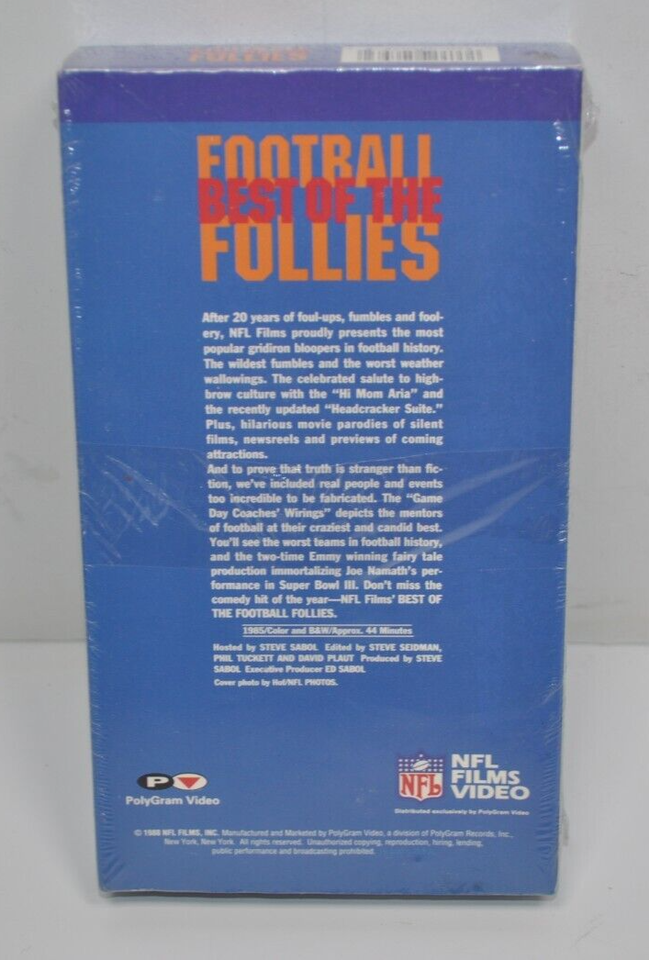 FOLLIES
FOOTBALL
BEST OF THE
FOLLIES
After 20 years of foul-ups, fumbles and fool-
ery, NFL Films proudly presents the most
popular gridiron bloopers in football history.
The wildest fumbles and the worst weather
wallowings. The celebrated salute to high-
brow culture with the “Hi Mom Aria” and
the recently updated “Headcracker Suite.”
Plus, hilarious movie parodies of silent
films, newsreels and previews of coming
attractions.
And to prove that truth is stranger than fic-
tion, we've included real people and events
too incredible to be fabricated. The “Game
Day Coaches' Wirings” depicts the mentors
of football at their craziest and candid best.
You'll see the worst teams in football history,
and the two-time Emmy winning fairy tale
production immortalizing Joe Namath's per-
formance in Super Bowl III. Don't miss the
comedy hit of the year—NFL Films' BEST OF
THE FOOTBALL FOLLIES.
1985/Color and B&W/Approx. 44 Minutes
Hosted by STEVE SABOL Edited by STEVE SEIDMAN,
PHIL TUCKETT AND DAVID PLAUT Produced by STEVE
SABOL Executive Producer ED SABOL
Cover photo by Hof/NFL PHOTOS.
P
PolyGram Video
NFL
NFL
FILMS
VIDEO
Distributed exclusively by PolyGram Video
© 1988 NFL FILMS, INC. Manufactured and Marketed by PolyGram Video, a division of PolyGram Records, Inc.,
New York, New York. All rights reserved. Unauthorized copying, reproduction, hiring, lending,
public performance and broadcasting prohibited.